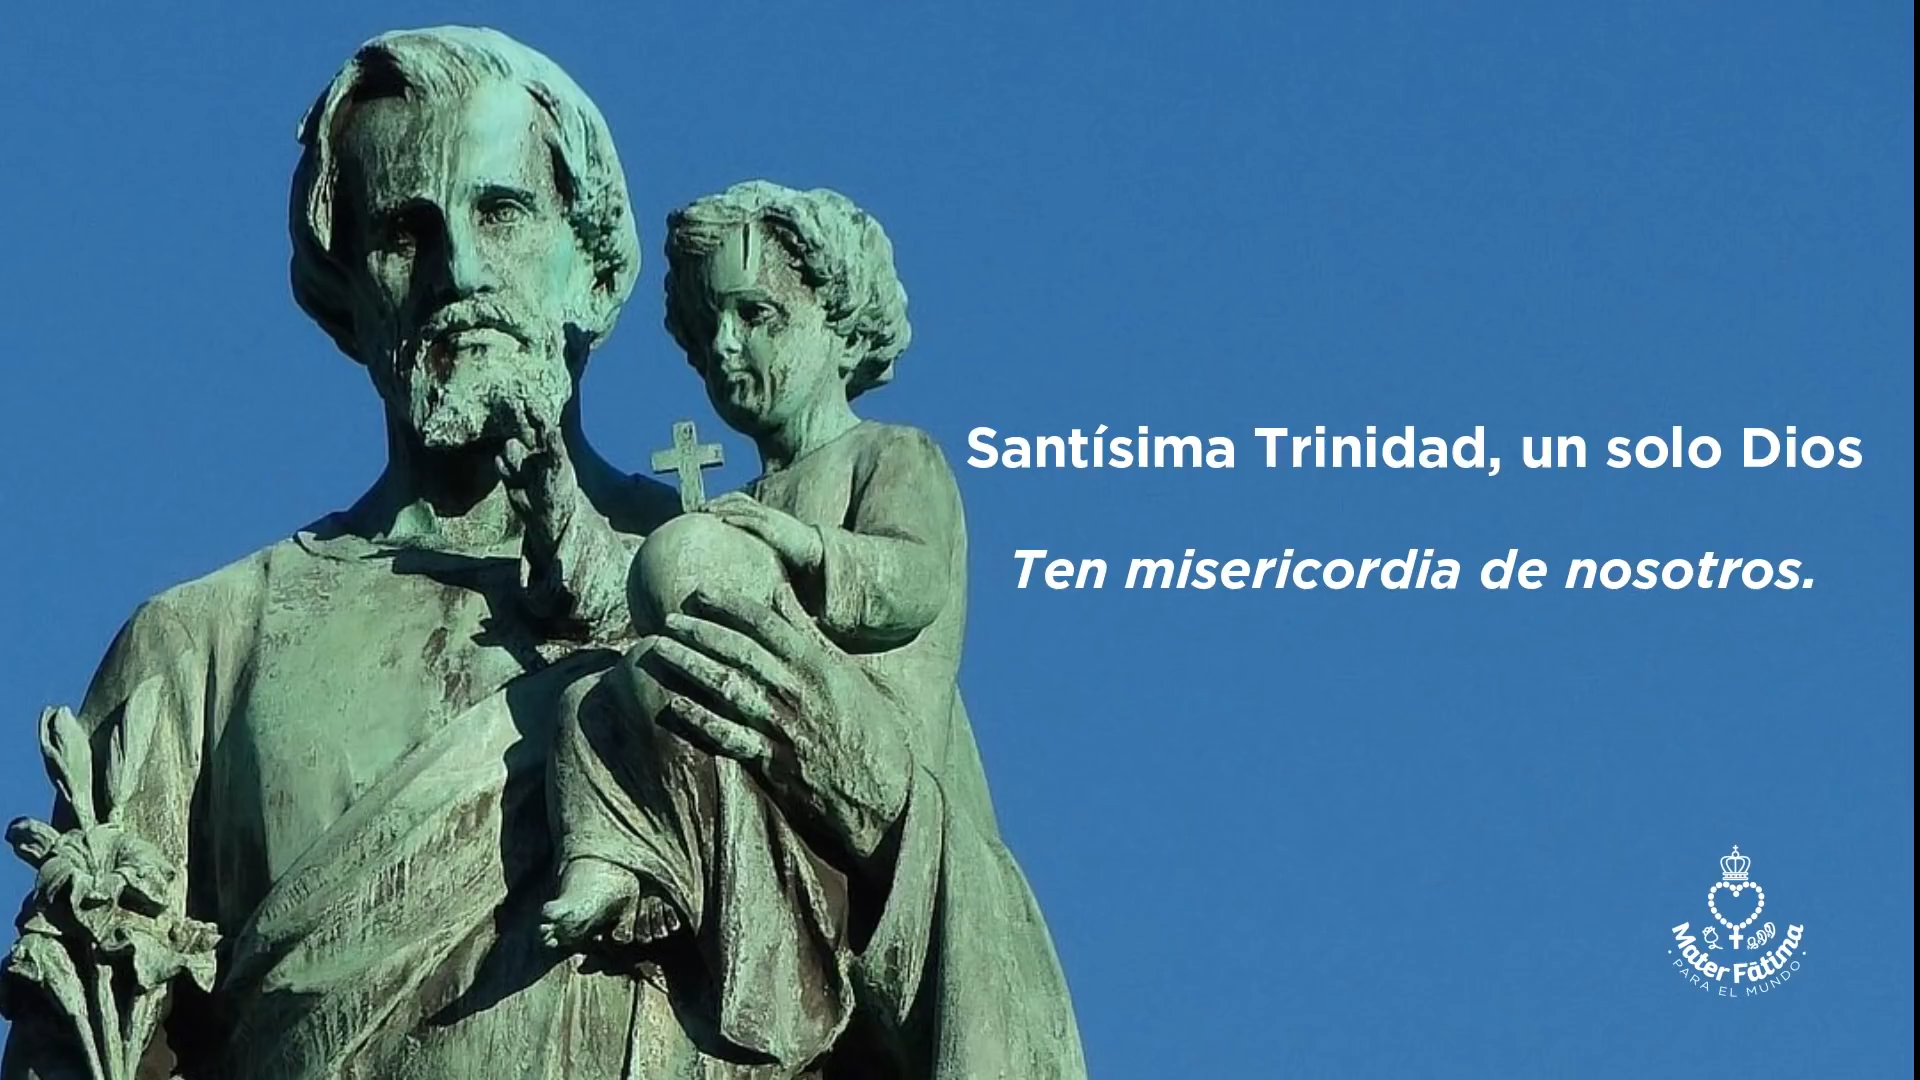 Santísima Trinidad, un solo Dios
Ten misericordia de nosotros.
Mater Fátima
· PARA EL MUNDO ·